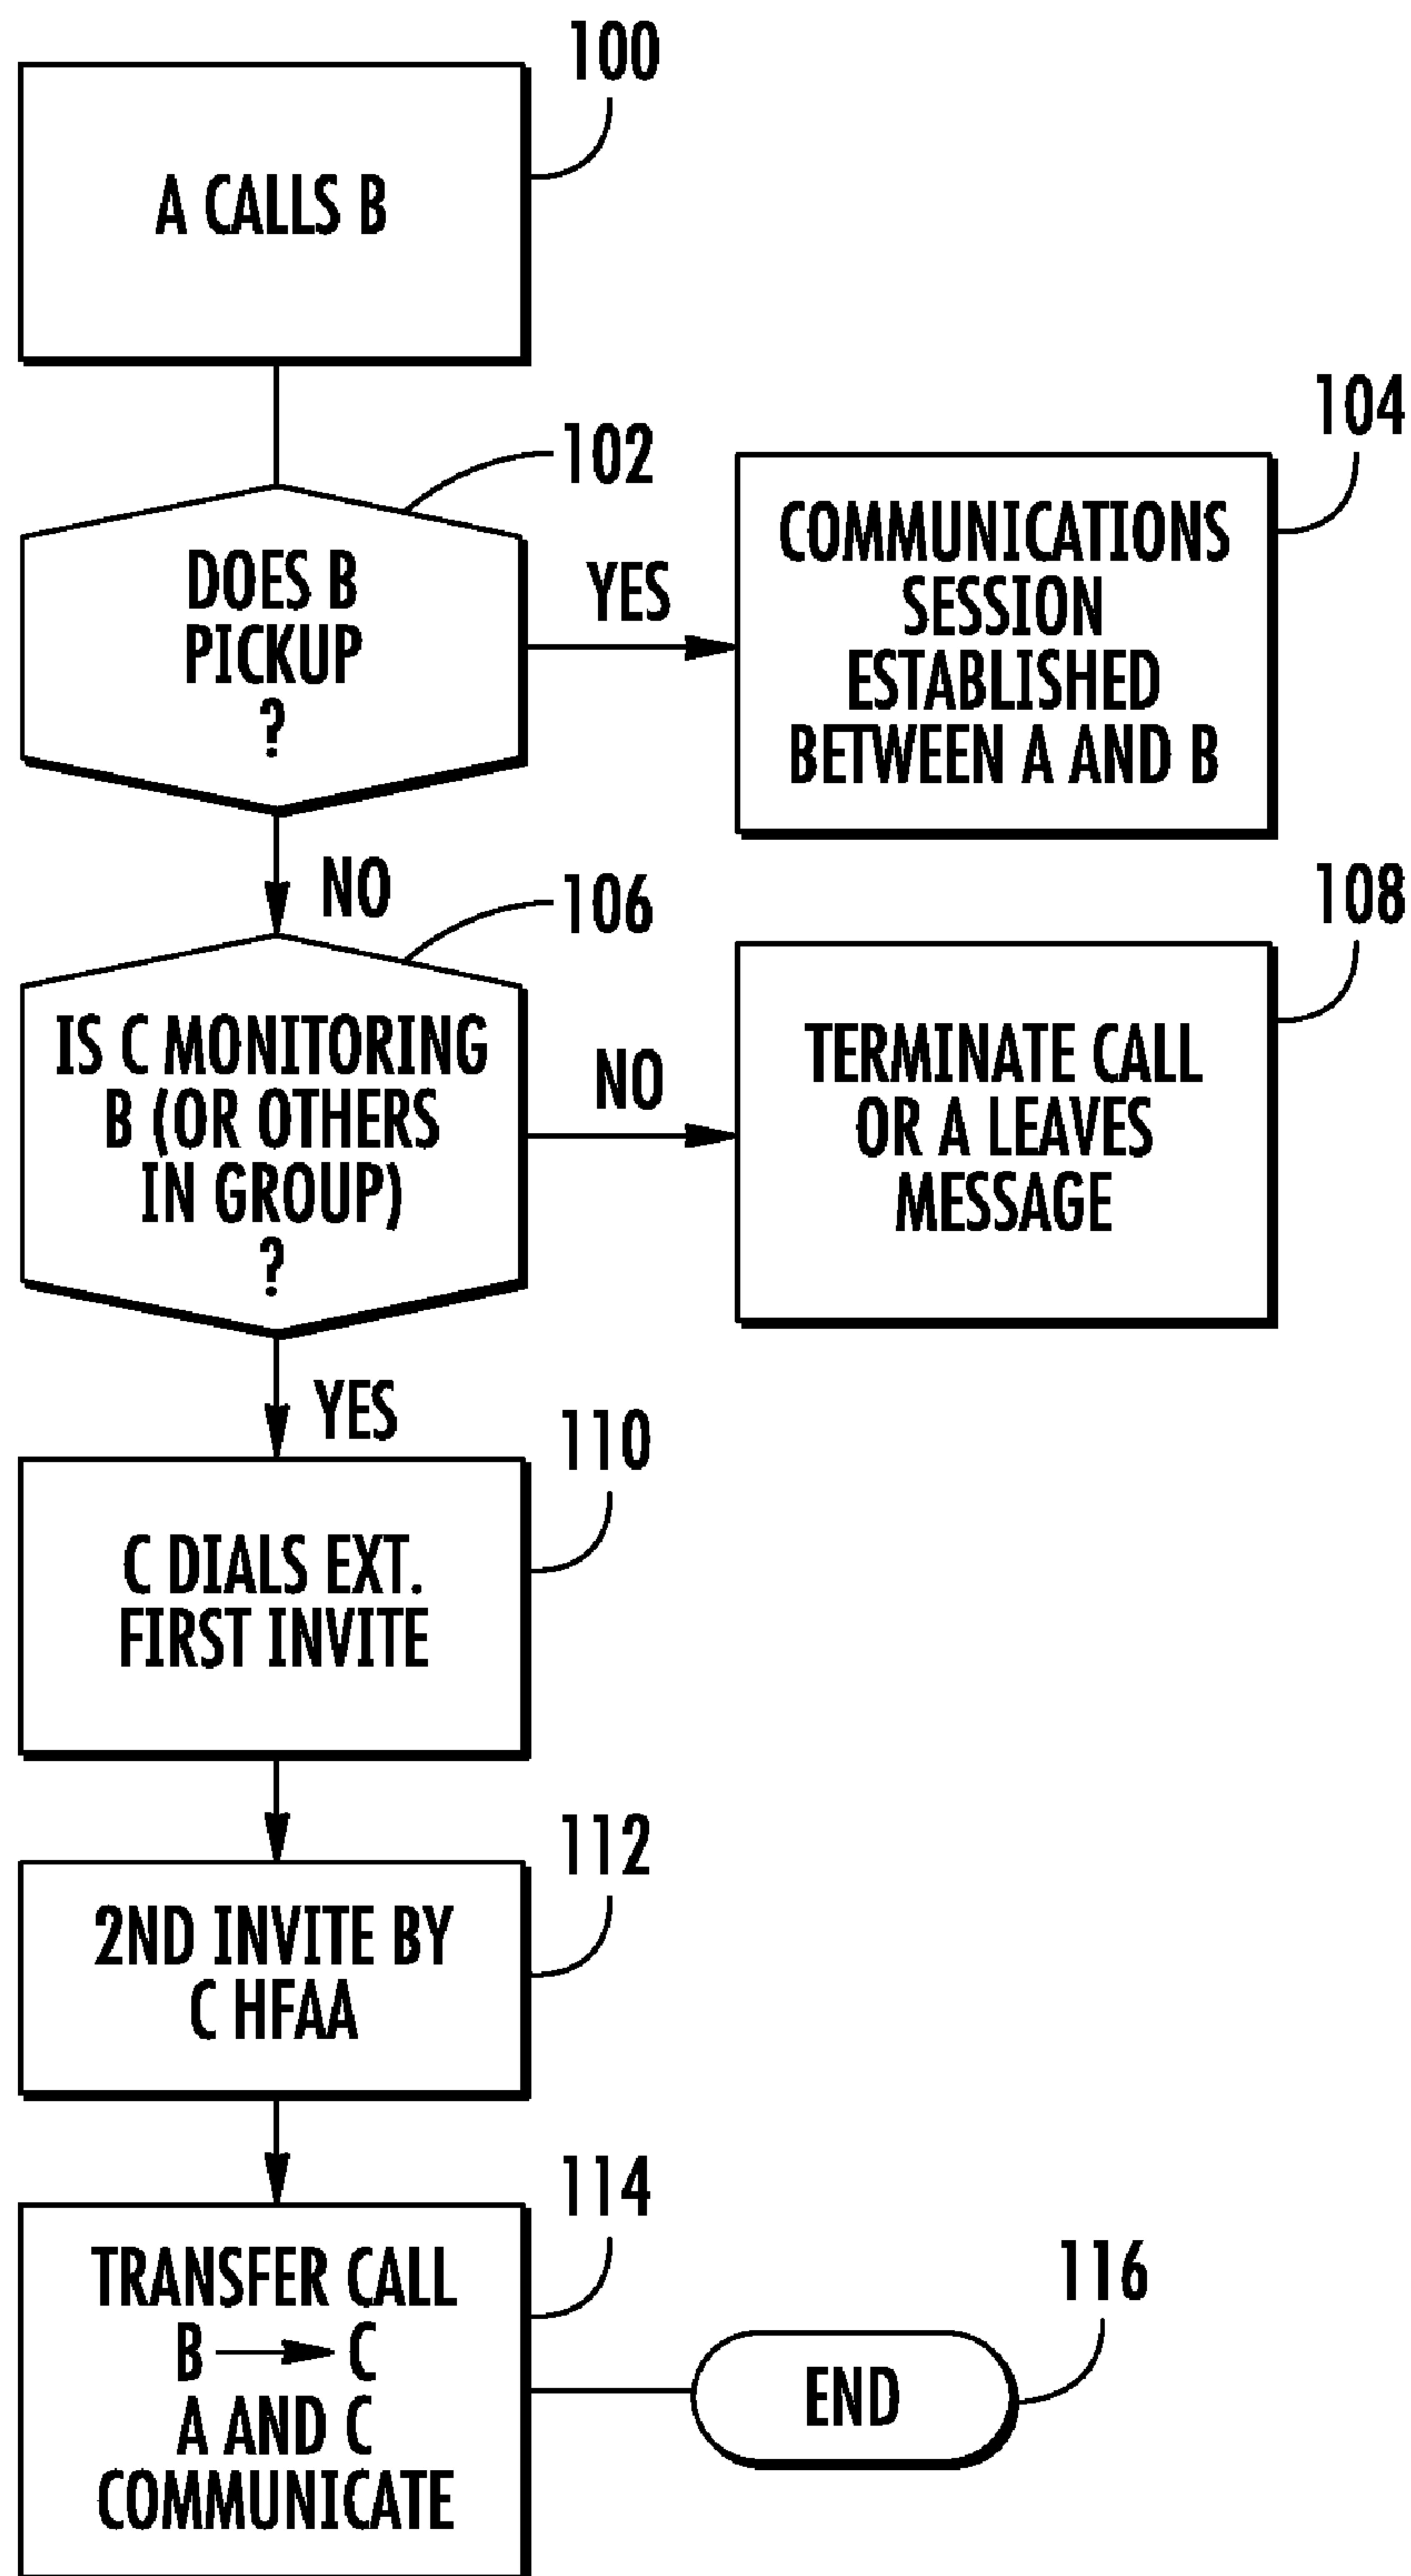 100
A CALLS B
102
DOES B
PICKUP
?
YES
104
COMMUNICATIONS
SESSION
ESTABLISHED
BETWEEN A AND B
NO
106
IS C MONITORING
B (OR OTHERS
IN GROUP)
?
NO
108
TERMINATE CALL
OR A LEAVES
MESSAGE
YES
110
C DIALS EXT.
FIRST INVITE
112
2ND INVITE BY
C HFAA
114
TRANSFER CALL
B → C
A AND C
COMMUNICATE
116
END